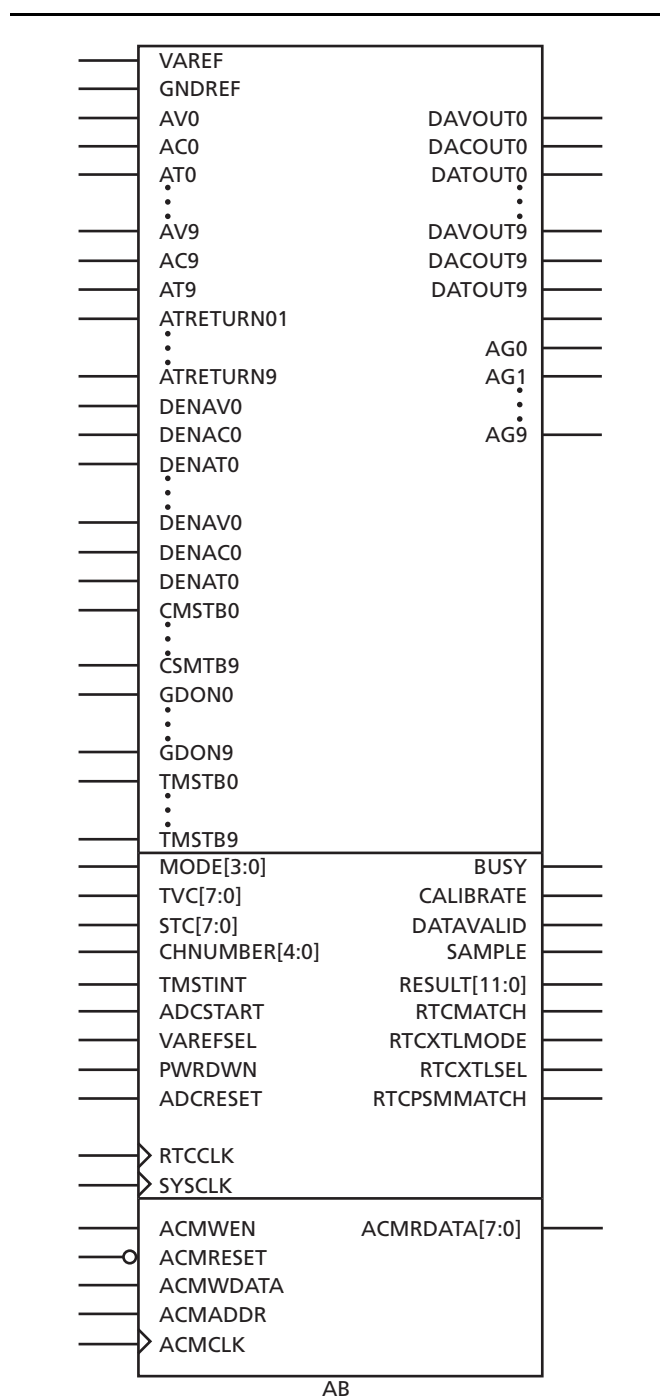 VAREF
GNDREF
AV0 DAVOUT0
AC0 DACOUT0
AT0 DATOUT0
AV9 DAVOUT9
AC9 DACOUT9
AT9 DATOUT9
ATRETURN01
AG0
ATRETURN9 AG1
DENAV0
DENAC0 AG9
DENAT0
DENAV0
DENAC0
DENAT0
CMSTB0
CSMTB9
GDON0
GDON9
TMSTB0
TMSTB9
MODE[3:0] BUSY
TVC[7:0] CALIBRATE
STC[7:0] DATAVALID
CHNUMBER[4:0] SAMPLE
TMSTINT RESULT[11:0]
ADCSTART RTCMATCH
VAREFSEL RTCXTLMODE
PWRDWN RTCXTLSEL
ADCRESET RTCPSMMATCH
RTCCLK
SYSCLK
ACMWEN ACMRDATA[7:0]
ACMRESET
ACMWDATA
ACMADDR
ACMCLK
AB